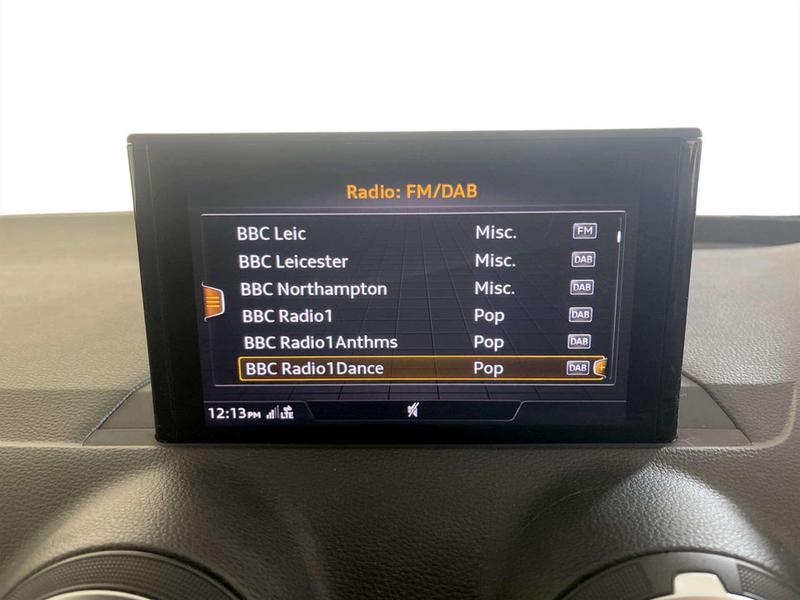 Radio: FM/DAB
BBC Leic Misc. FM
BBC Leicester Misc. DAB
BBC Northampton Misc. DAB
BBC Radio1 Pop DAB
BBC Radio1Anthms Pop DAB
BBC Radio1Dance Pop DAB
12:13PM LTE